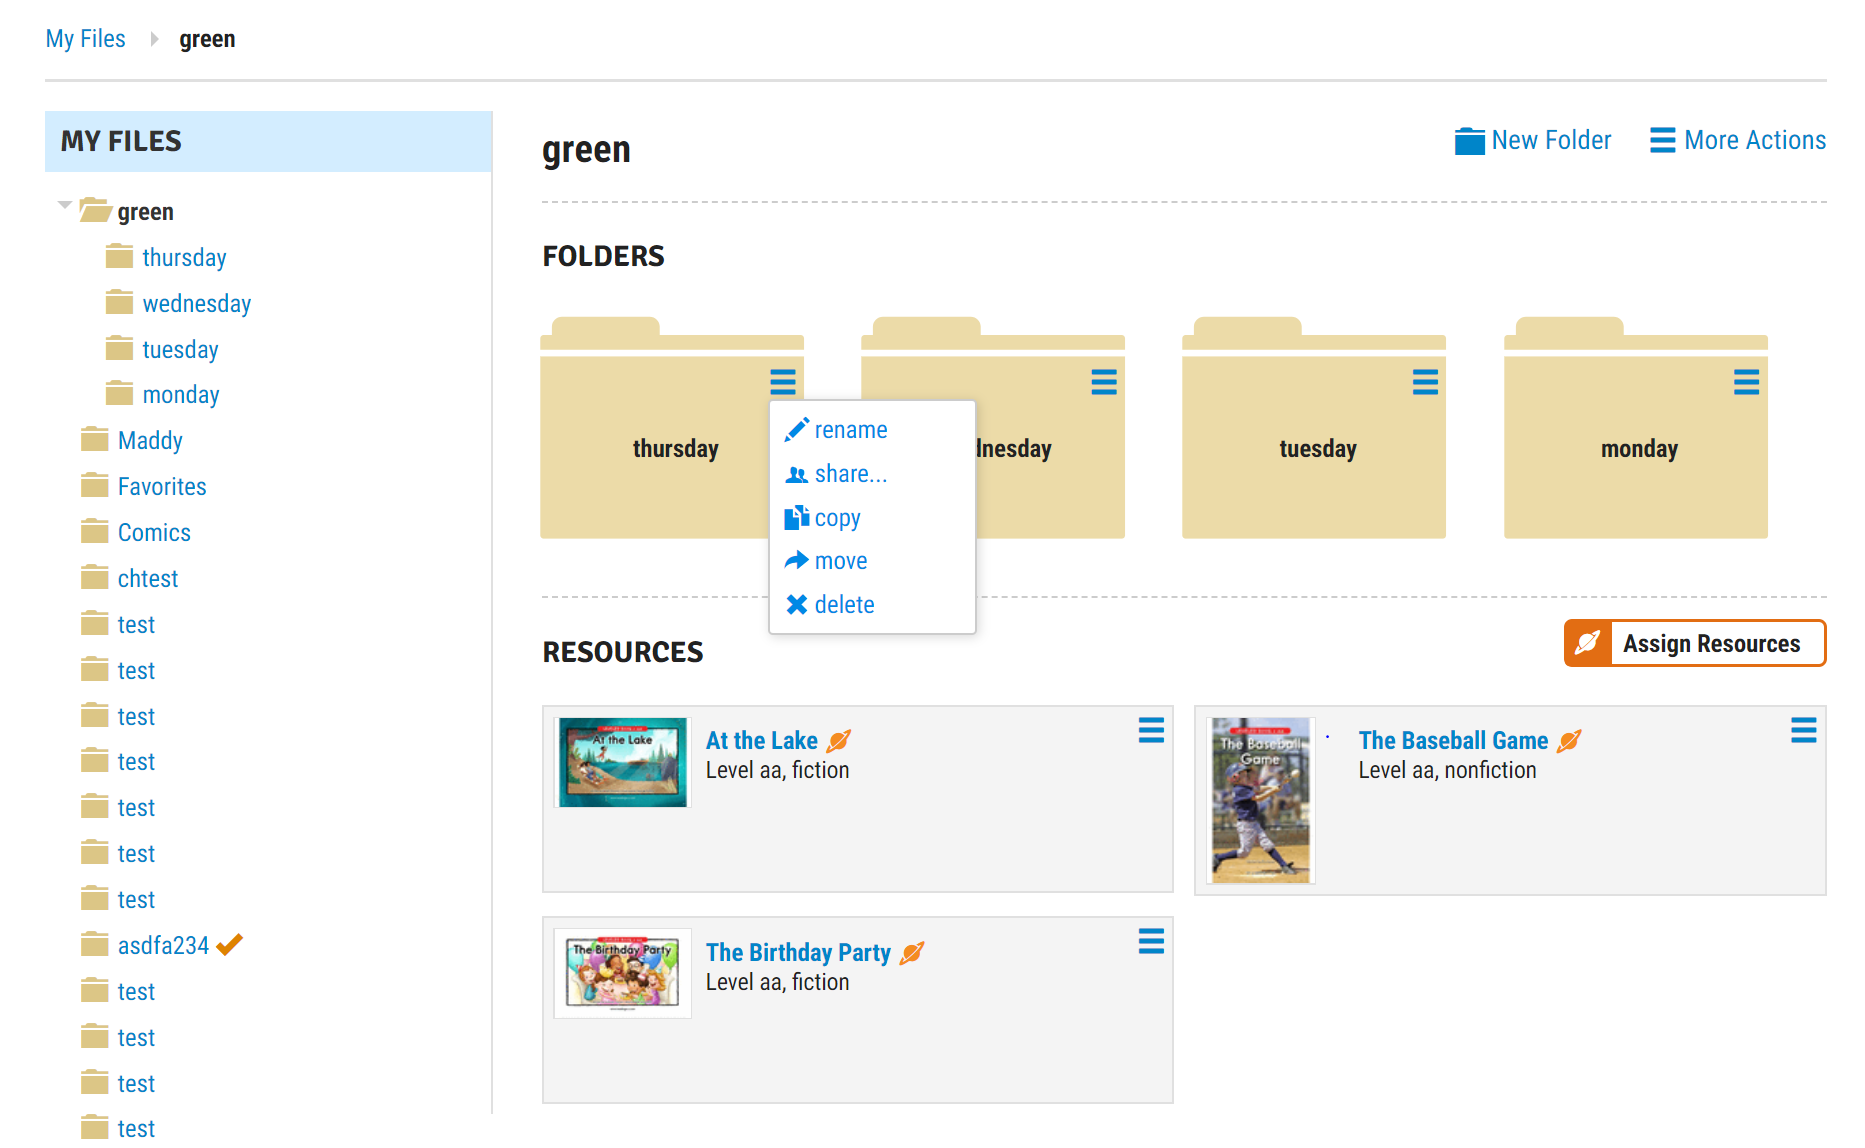 My Files green
MY FILES
green
thursday
wednesday
tuesday
monday
Maddy
Favorites
Comics
chtest
test
test
test
test
test
test
test
asdfa234
test
test
test
test
green
New Folder
More Actions
FOLDERS
thursday
dnesday
tuesday
monday
rename
share...
copy
move
delete
RESOURCES
Assign Resources
At the Lake
At the Lake
Level aa, fiction
The Baseball
Game
The Baseball Game
Level aa, nonfiction
The Birthday Party
The Birthday Party
Level aa, fiction